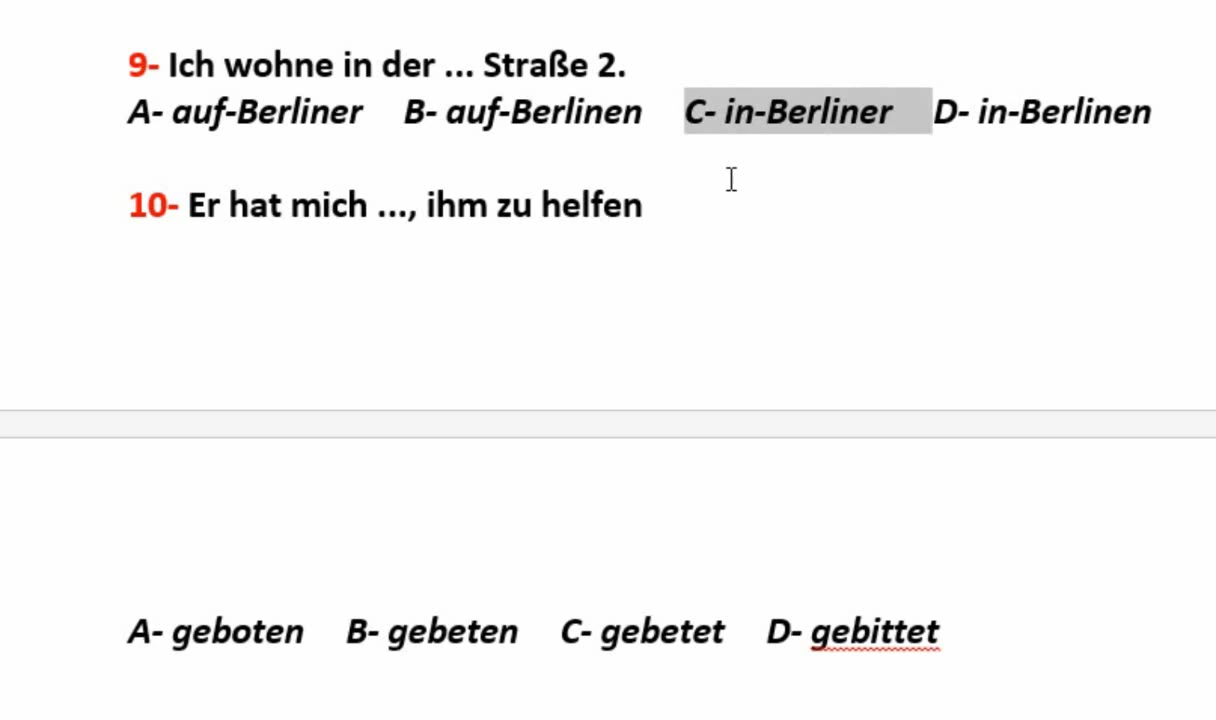 9- Ich wohne in der ... Straße 2.
A- auf-Berliner B- auf-Berlinen C- in-Berliner D- in-Berlinen
10- Er hat mich ..., ihm zu helfen
A- geboten B- gebeten C- gebetet D- gebittet